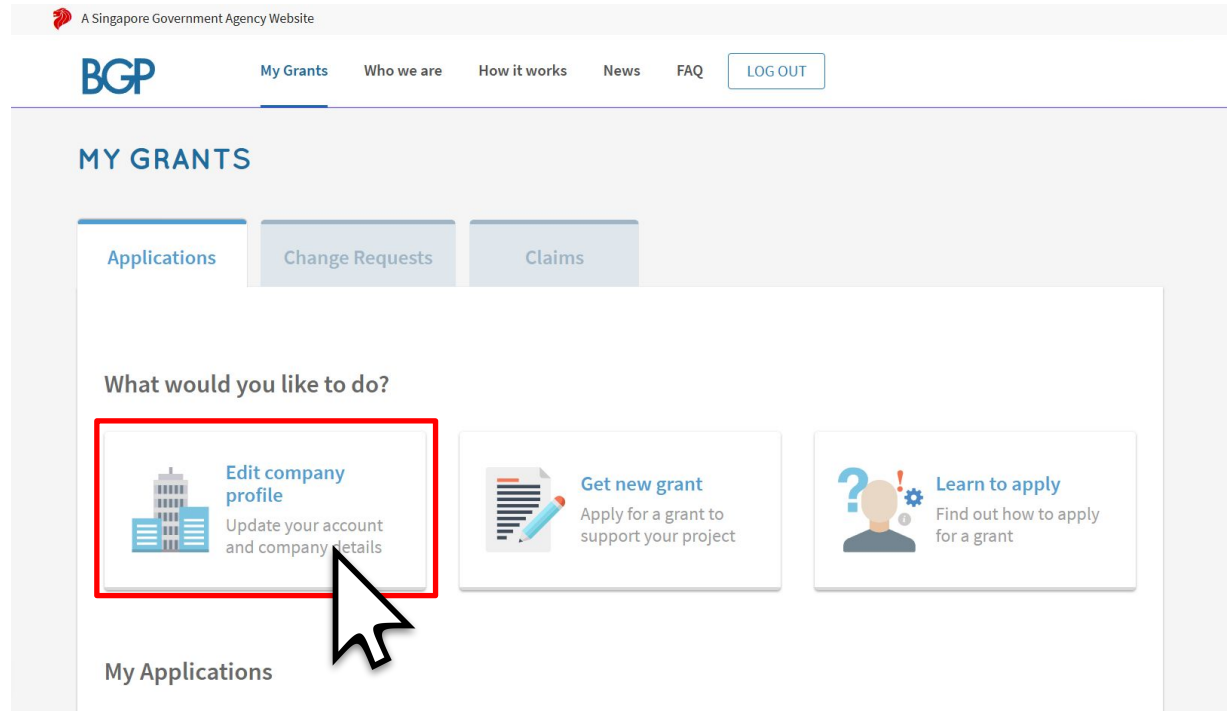 A Singapore Government Agency Website
BGP
My Grants Who we are How it works News FAQ LOG OUT
MY GRANTS
Applications Change Requests Claims
What would you like to do?
Edit company
profile
Update your account
and company details
Get new grant
Apply for a grant to
support your project
Learn to apply
Find out how to apply
for a grant
My Applications